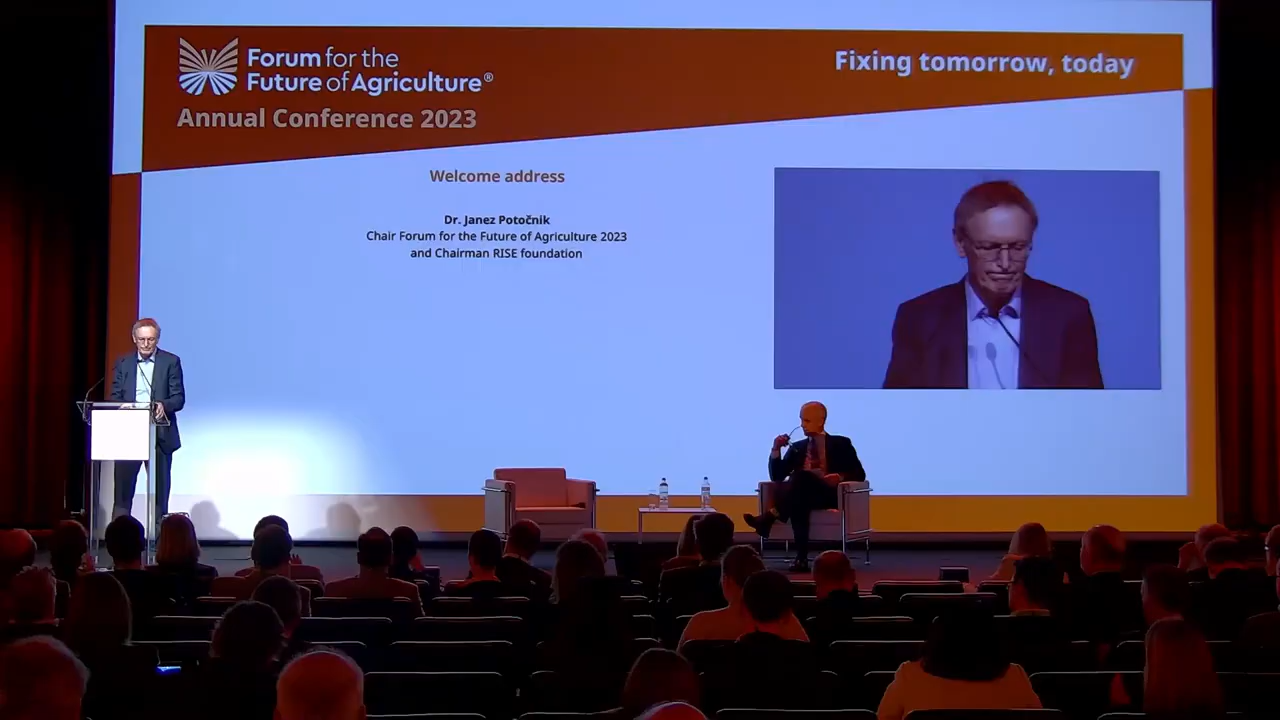 Forum for the
Future of Agriculture®
Annual Conference 2023
Fixing tomorrow, today
Welcome address
Dr. Janez Potočnik
Chair Forum for the Future of Agriculture 2023
and Chairman RISE foundation